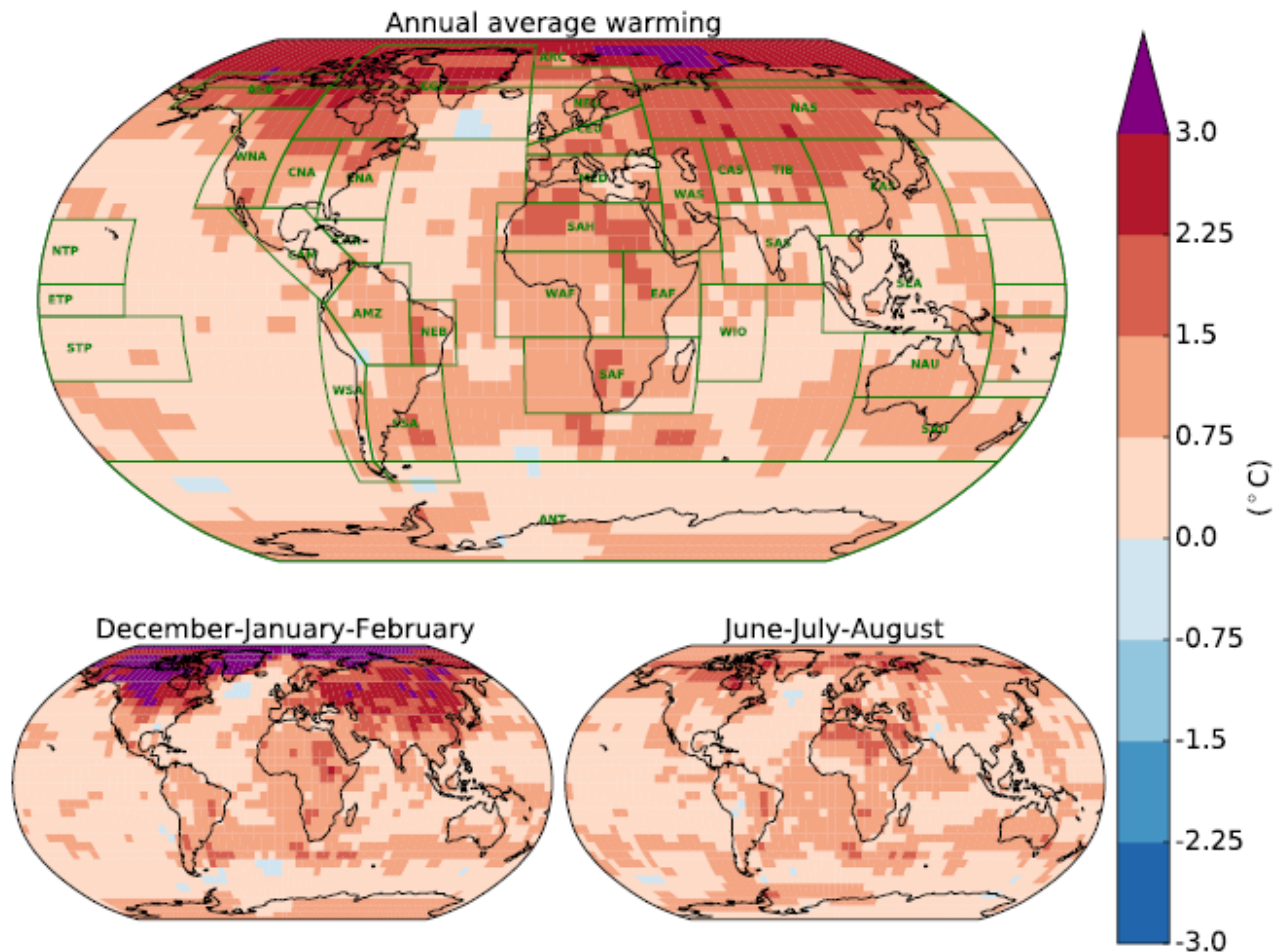 Annual average warming
ARC
ALA
CGI
NEU
NAS
CEU
WNA
CNA
ENA
MED
CAS
TIB
EAS
WAS
SAH
SAS
CAR
CAM
NTP
ETP
STP
SEA
WAF
EAF
AMZ
NEB
WIO
NAU
WSA
SAF
SSA
SAU
ANT
3.0
2.25
1.5
0.75
0.0
-0.75
-1.5
-2.25
-3.0
(°C)
December-January-February
June-July-August